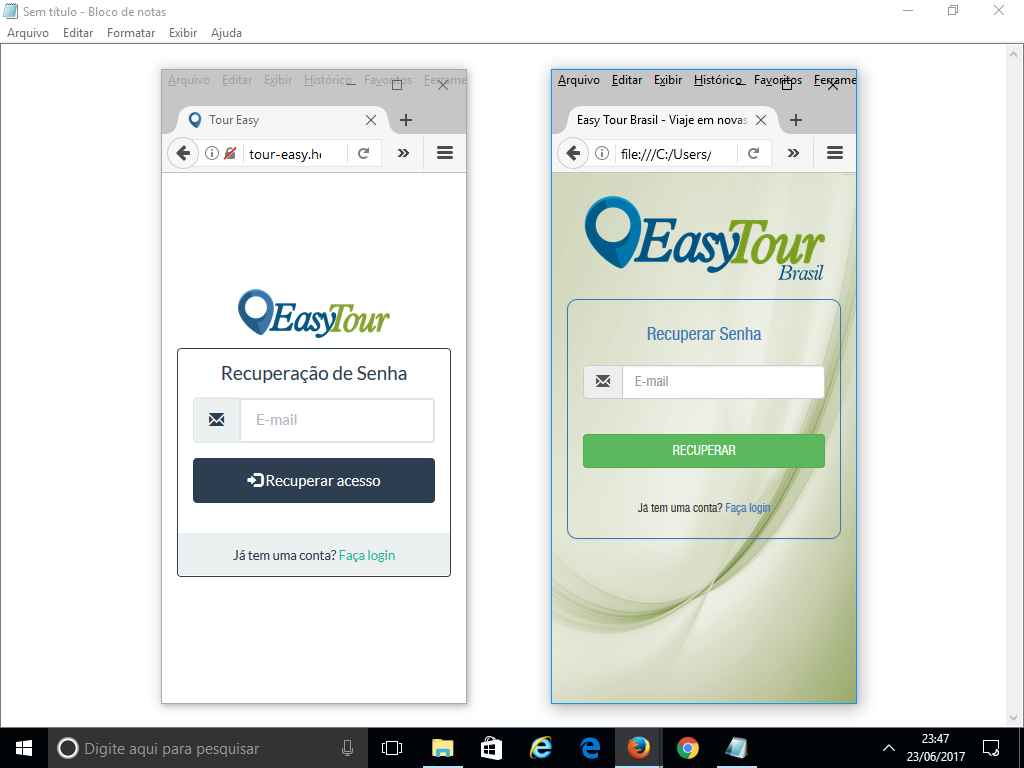 Sem título - Bloco de notas
Arquivo Editar Formatar Exibir Ajuda
Arquivo Editar Exibir Histórico Favoritos Ferrame
Tour Easy
tour-easy.he
EasyTour
Recuperação de Senha
E-mail
Recuperar acesso
Já tem uma conta? Faça login
Arquivo Editar Exibir Histórico Favoritos Ferrame
Easy Tour Brasil - Viaje em novas
file:///C:/Users/
EasyTour
Brasil
Recuperar Senha
E-mail
RECUPERAR
Já tem uma conta? Faça login
Digite aqui para pesquisar
23:47
23/06/2017